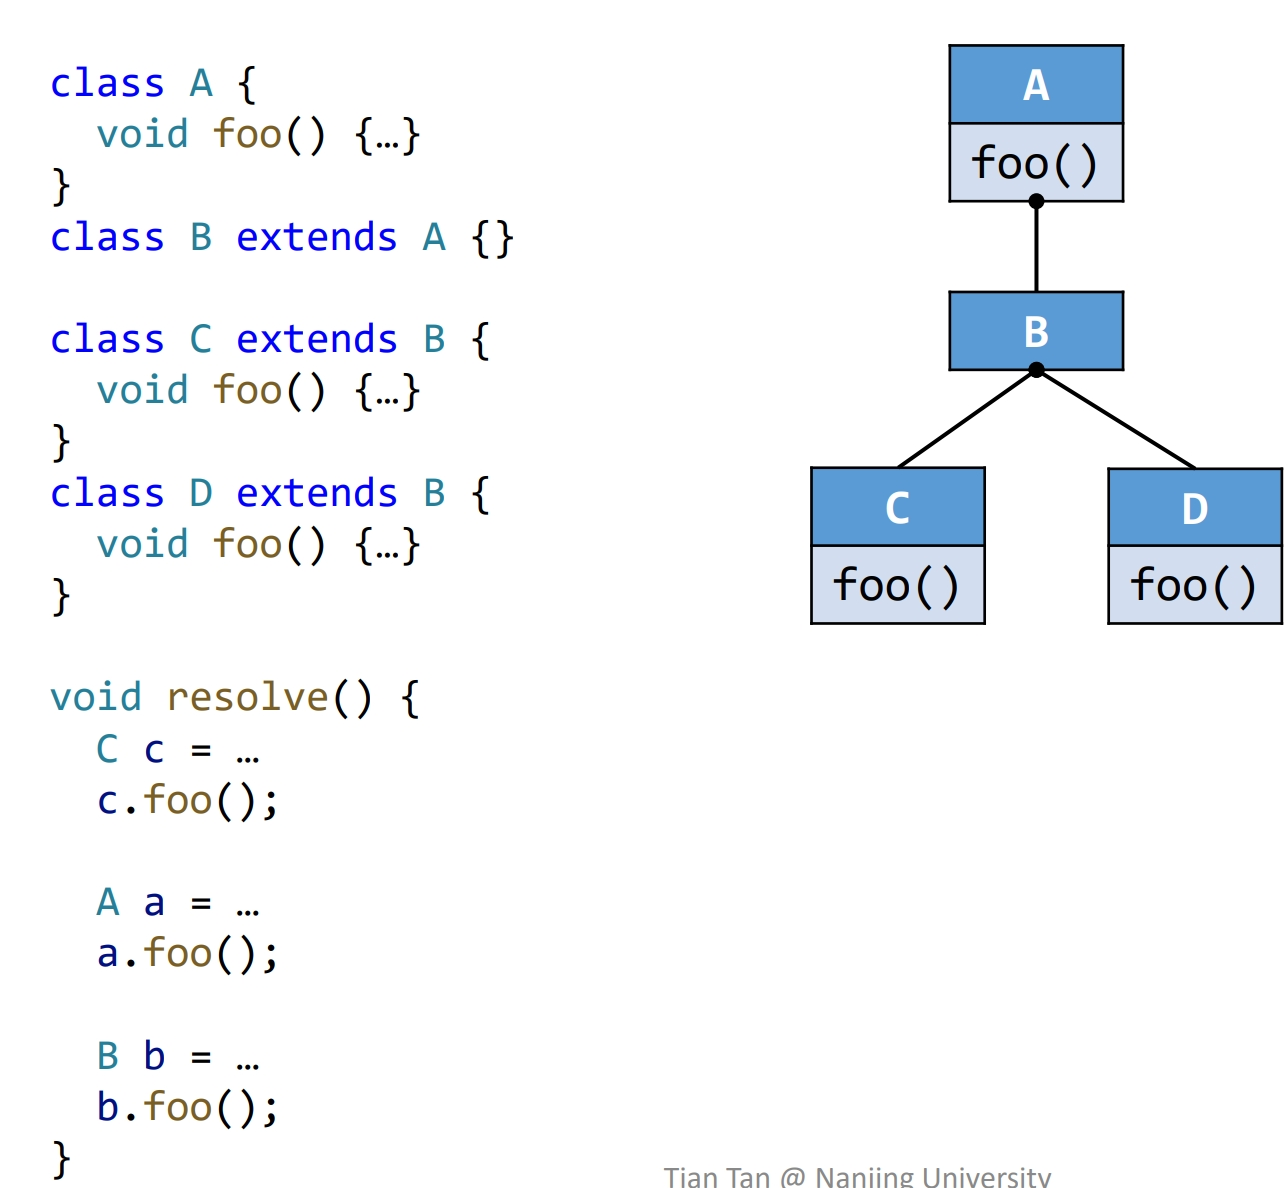 class A {
  void foo() {…}
}
class B extends A {}
class C extends B {
  void foo() {…}
}
class D extends B {
  void foo() {…}
}
void resolve() {
  C c = …
  c.foo();
  A a = …
  a.foo();
  B b = …
  b.foo();
}
A
foo()
B
C
foo()
D
foo()
Tian Tan @ Nanjing University